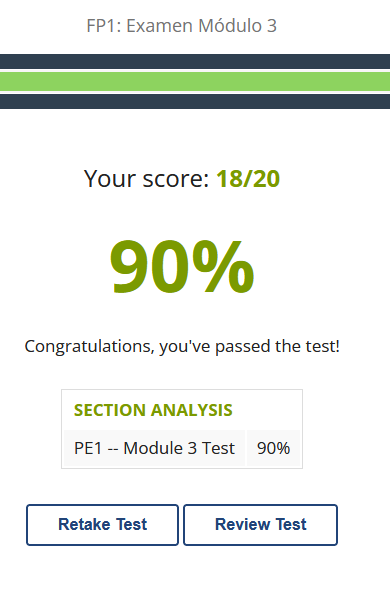 FP1: Examen Módulo 3
Your score: 18/20
90%
Congratulations, you've passed the test!
SECTION ANALYSIS
PE1 -- Module 3 Test 90%
Retake Test Review Test